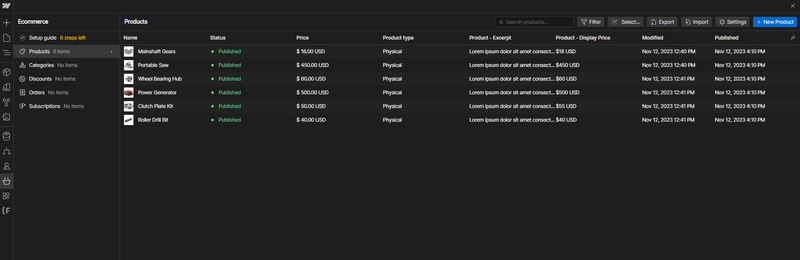 Ecommerce
Setup guide 6 steps left
Products 6 items
Categories No items
Discounts No items
Orders No items
Subscriptions No items
Products Search products... Filter Select... Export Import Settings + New Product
Name Status Price Product type Product - Excerpt Product - Display Price Modified Published
Mainshaft Gears Published $ 18.00 USD Physical Lorem ipsum dolor sit amet consect... $18 USD Nov 12, 2023 12:40 PM Nov 12, 2023 4:10 PM
Portable Saw Published $ 450.00 USD Physical Lorem ipsum dolor sit amet consect... $450 USD Nov 12, 2023 12:40 PM Nov 12, 2023 4:10 PM
Wheel Bearing Hub Published $ 60.00 USD Physical Lorem ipsum dolor sit amet consect... $60 USD Nov 12, 2023 12:41 PM Nov 12, 2023 4:10 PM
Power Generator Published $ 500.00 USD Physical Lorem ipsum dolor sit amet consect... $500 USD Nov 12, 2023 12:41 PM Nov 12, 2023 4:10 PM
Clutch Plate Kit Published $ 50.00 USD Physical Lorem ipsum dolor sit amet consect... $55 USD Nov 12, 2023 12:41 PM Nov 12, 2023 4:10 PM
Roller Drill Bit Published $ 40.00 USD Physical Lorem ipsum dolor sit amet consect... $40 USD Nov 12, 2023 12:41 PM Nov 12, 2023 4:10 PM